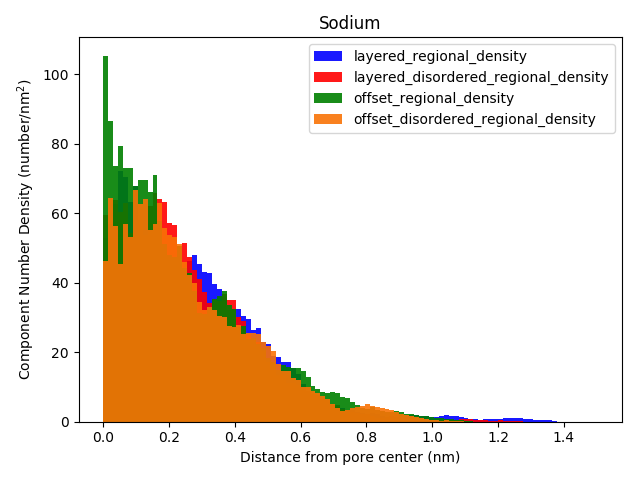 Sodium
layered_regional_density
layered_disordered_regional_density
offset_regional_density
offset_disordered_regional_density
Component Number Density (number/nm²)
100
80
60
40
20
0
0.0 0.2 0.4 0.6 0.8 1.0 1.2 1.4
Distance from pore center (nm)